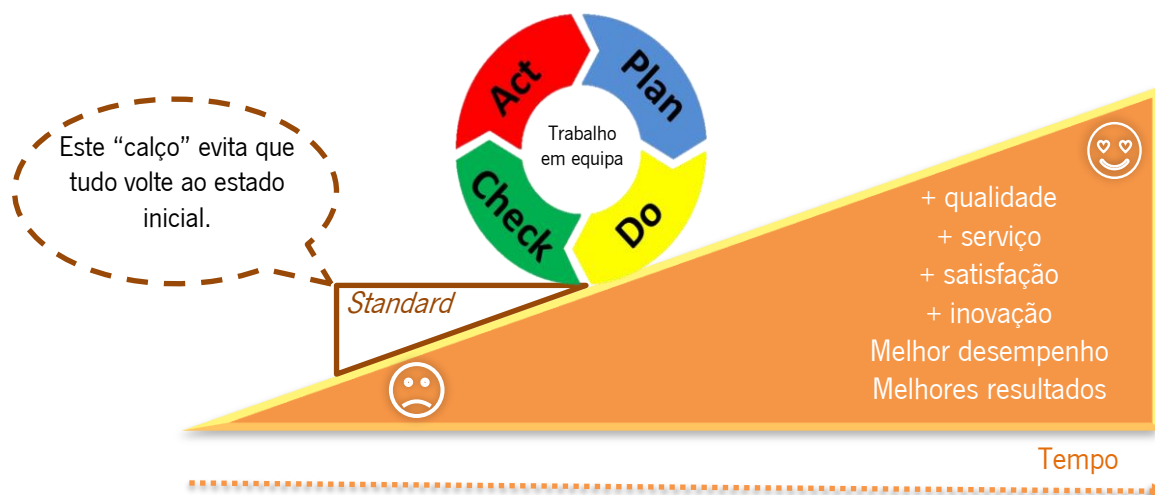 Act
Plan
Trabalho
em equipa
Check
Do
Este “calço” evita que
tudo volte ao estado
inicial.
Standard
+ qualidade
+ serviço
+ satisfação
+ inovação
Melhor desempenho
Melhores resultados
Tempo